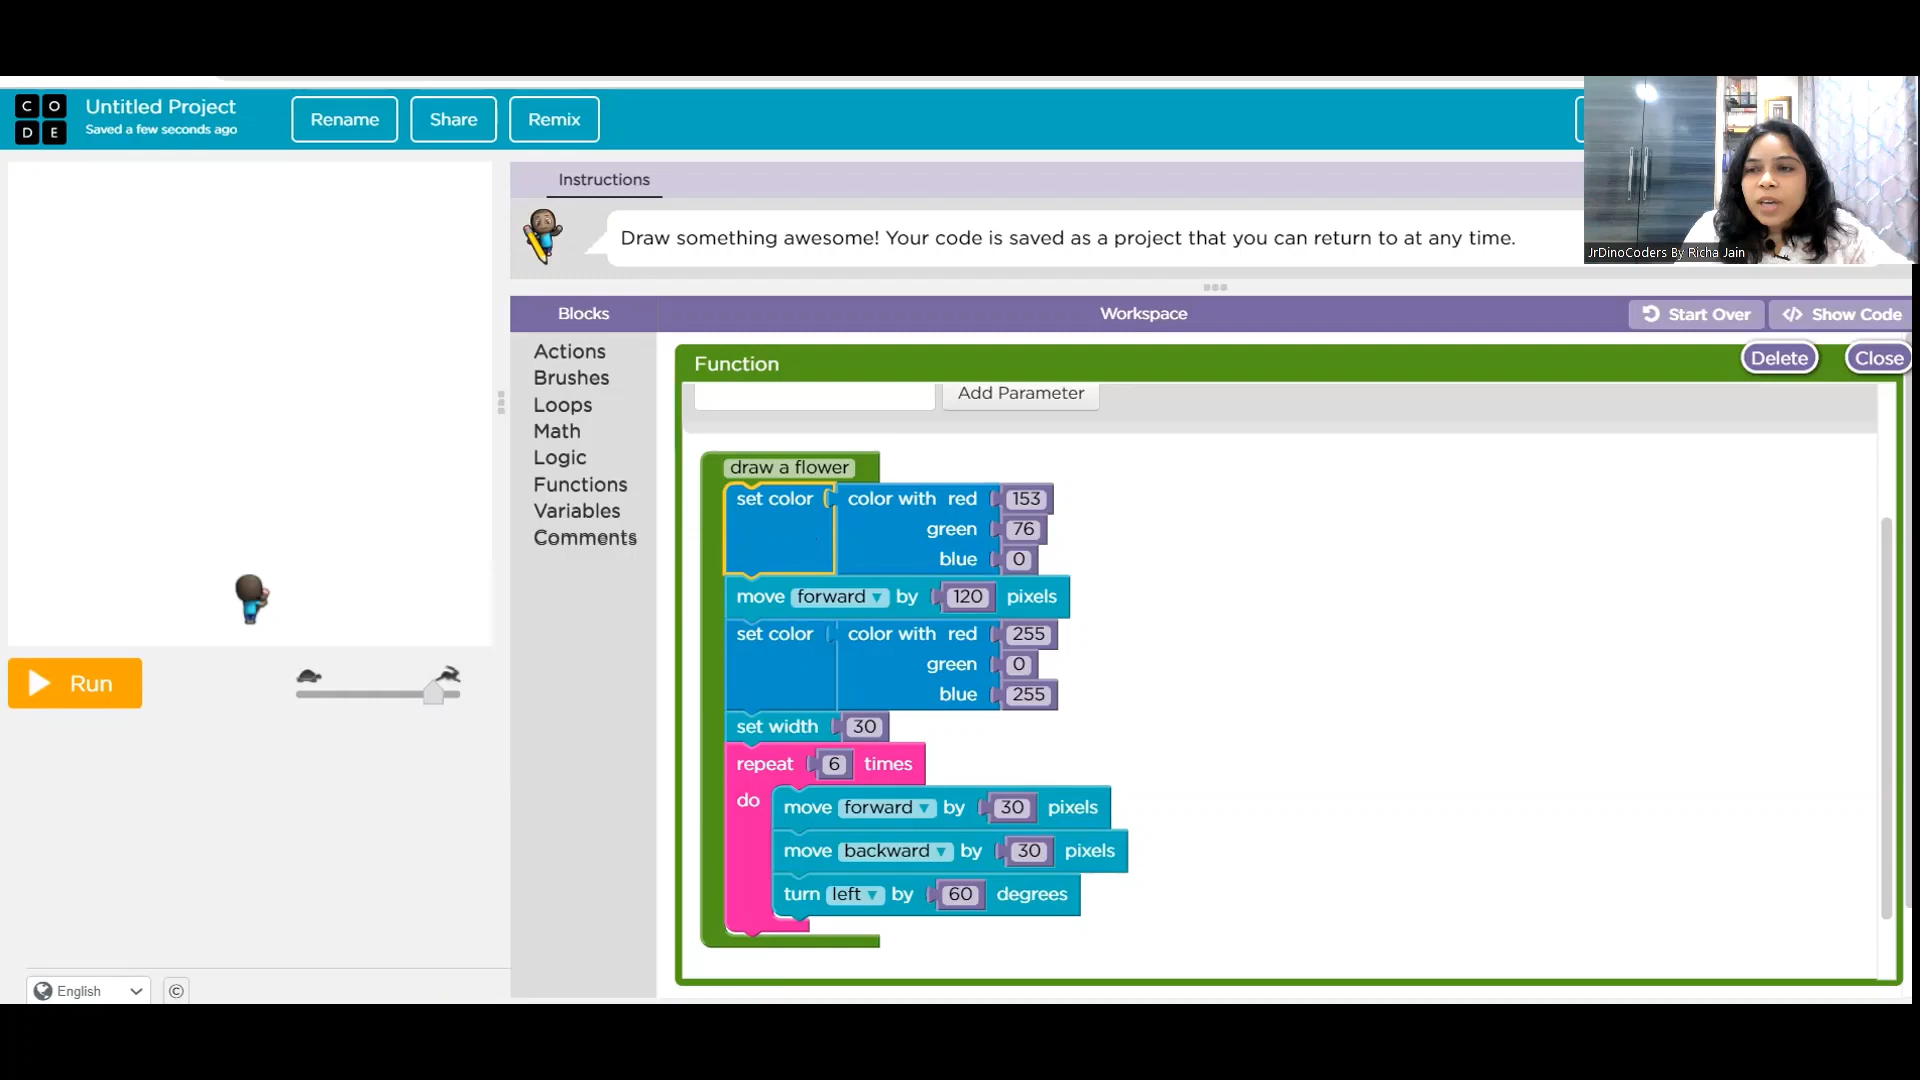 C O
D E
Untitled Project
Saved a few seconds ago
Rename
Share
Remix
JrDinoCoders By Richa Jain
Instructions
Draw something awesome! Your code is saved as a project that you can return to at any time.
Blocks
Workspace
Start Over
</> Show Code
Actions
Brushes
Loops
Math
Logic
Functions
Variables
Comments
Function
Delete
Close
Add Parameter
draw a flower
set color color with red 153
green 76
blue 0
move forward by 120 pixels
set color color with red 255
green 0
blue 255
set width 30
repeat 6 times
do move forward by 30 pixels
move backward by 30 pixels
turn left by 60 degrees
Run
English
©